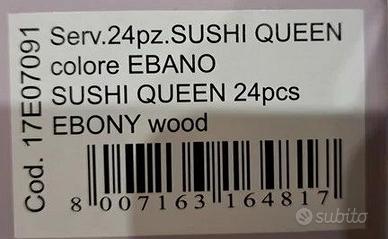 Cod. 17E07091
Serv.24pz.SUSHI QUEEN
colore EBANO
SUSHI QUEEN 24pcs
EBONY wood
8 007163 164817
subito